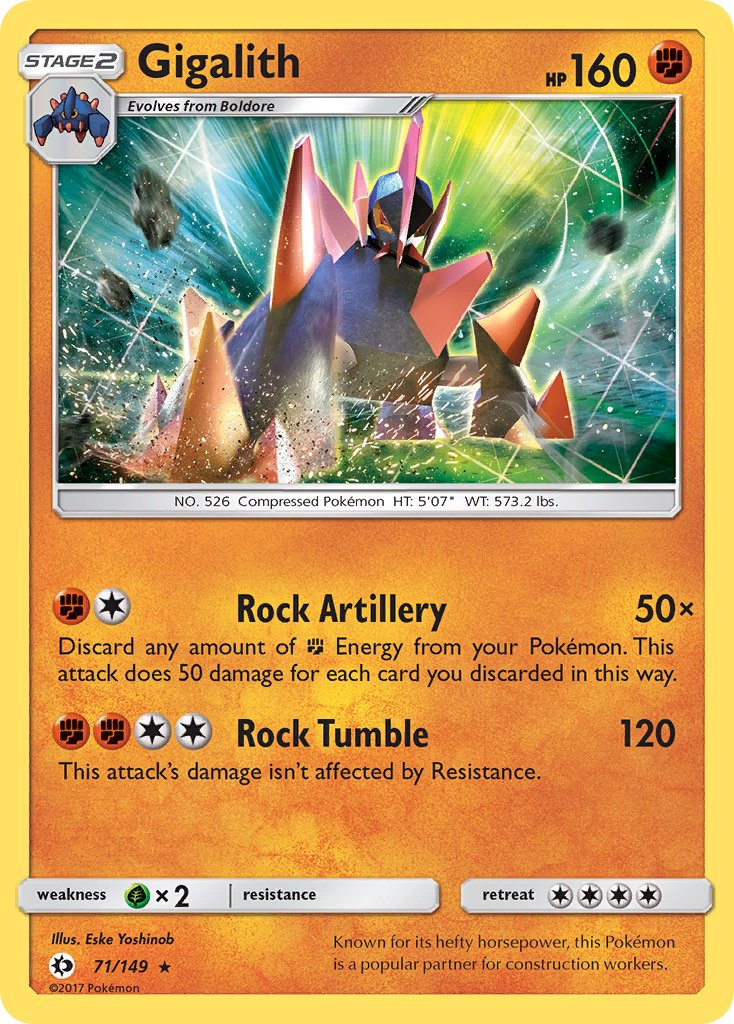 STAGE2
Gigalith
HP 160
Evolves from Boldore
NO. 526 Compressed Pokémon HT: 5'07" WT: 573.2 lbs.
Rock Artillery 50×
Discard any amount of Energy from your Pokémon. This
attack does 50 damage for each card you discarded in this way.
Rock Tumble 120
This attack's damage isn't affected by Resistance.
weakness × 2 resistance retreat
Illus. Eske Yoshinob
71/149 ★
©2017 Pokémon
Known for its hefty horsepower, this Pokémon
is a popular partner for construction workers.